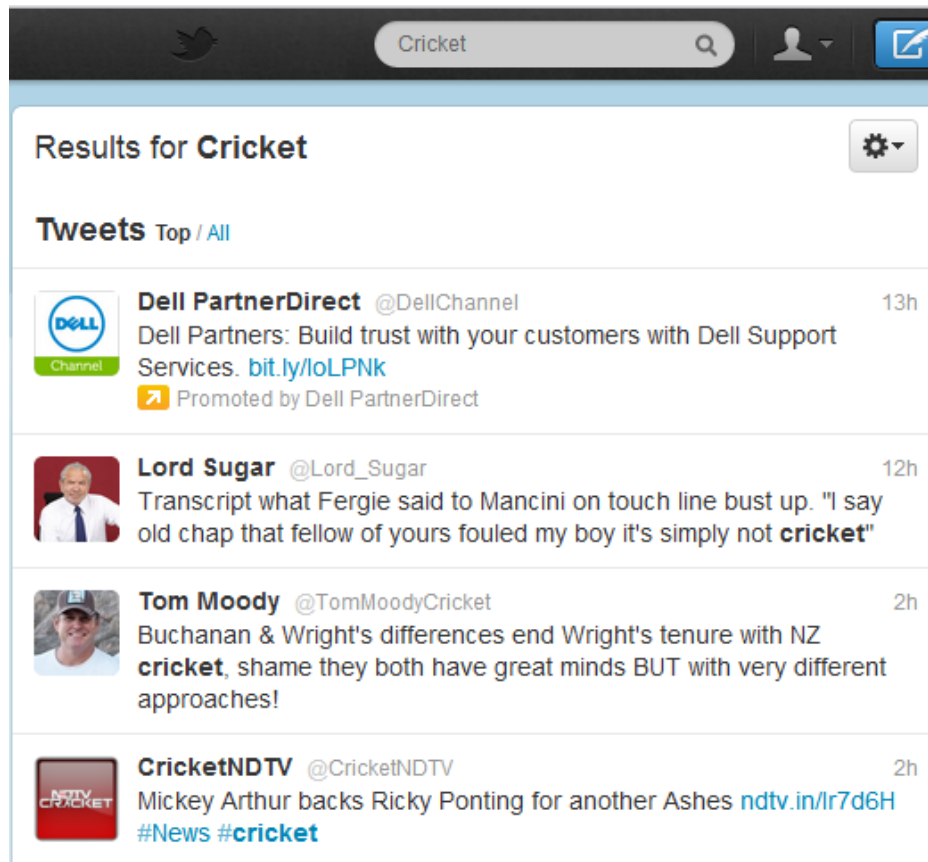 Cricket
Results for Cricket
Tweets Top / All
DELL
Channel
Dell PartnerDirect @DellChannel 13h
Dell Partners: Build trust with your customers with Dell Support
Services. bit.ly/loLPNk
Promoted by Dell PartnerDirect
Lord Sugar @Lord_Sugar 12h
Transcript what Fergie said to Mancini on touch line bust up. "I say
old chap that fellow of yours fouled my boy it's simply not cricket"
Tom Moody @TomMoodyCricket 2h
Buchanan & Wright's differences end Wright's tenure with NZ
cricket, shame they both have great minds BUT with very different
approaches!
NDTV
CRICKET
CricketNDTV @CricketNDTV 2h
Mickey Arthur backs Ricky Ponting for another Ashes ndtv.in/Ir7d6H
#News #cricket